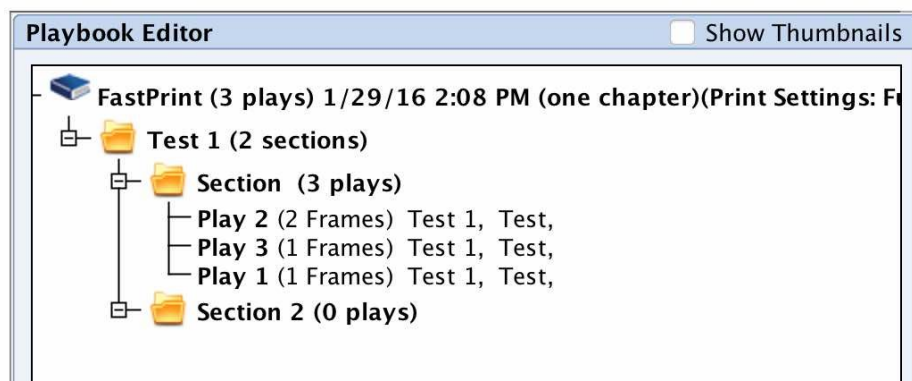 Playbook Editor Show Thumbnails
FastPrint (3 plays) 1/29/16 2:08 PM (one chapter)(Print Settings:
Test 1 (2 sections)
Section (3 plays)
Play 2 (2 Frames) Test 1, Test,
Play 3 (1 Frames) Test 1, Test,
Play 1 (1 Frames) Test 1, Test,
Section 2 (0 plays)